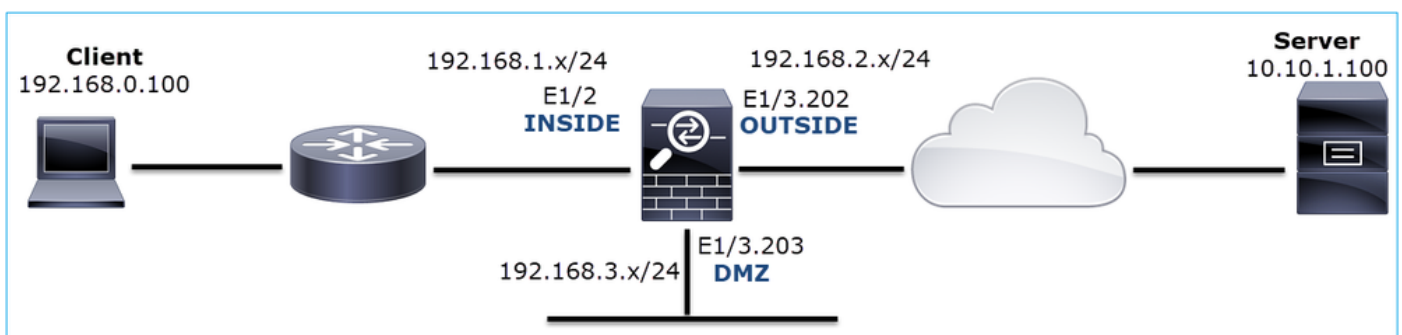 Client
192.168.0.100
192.168.1.x/24
E1/2
INSIDE
192.168.2.x/24
E1/3.202
OUTSIDE
Server
10.10.1.100
192.168.3.x/24
E1/3.203
DMZ